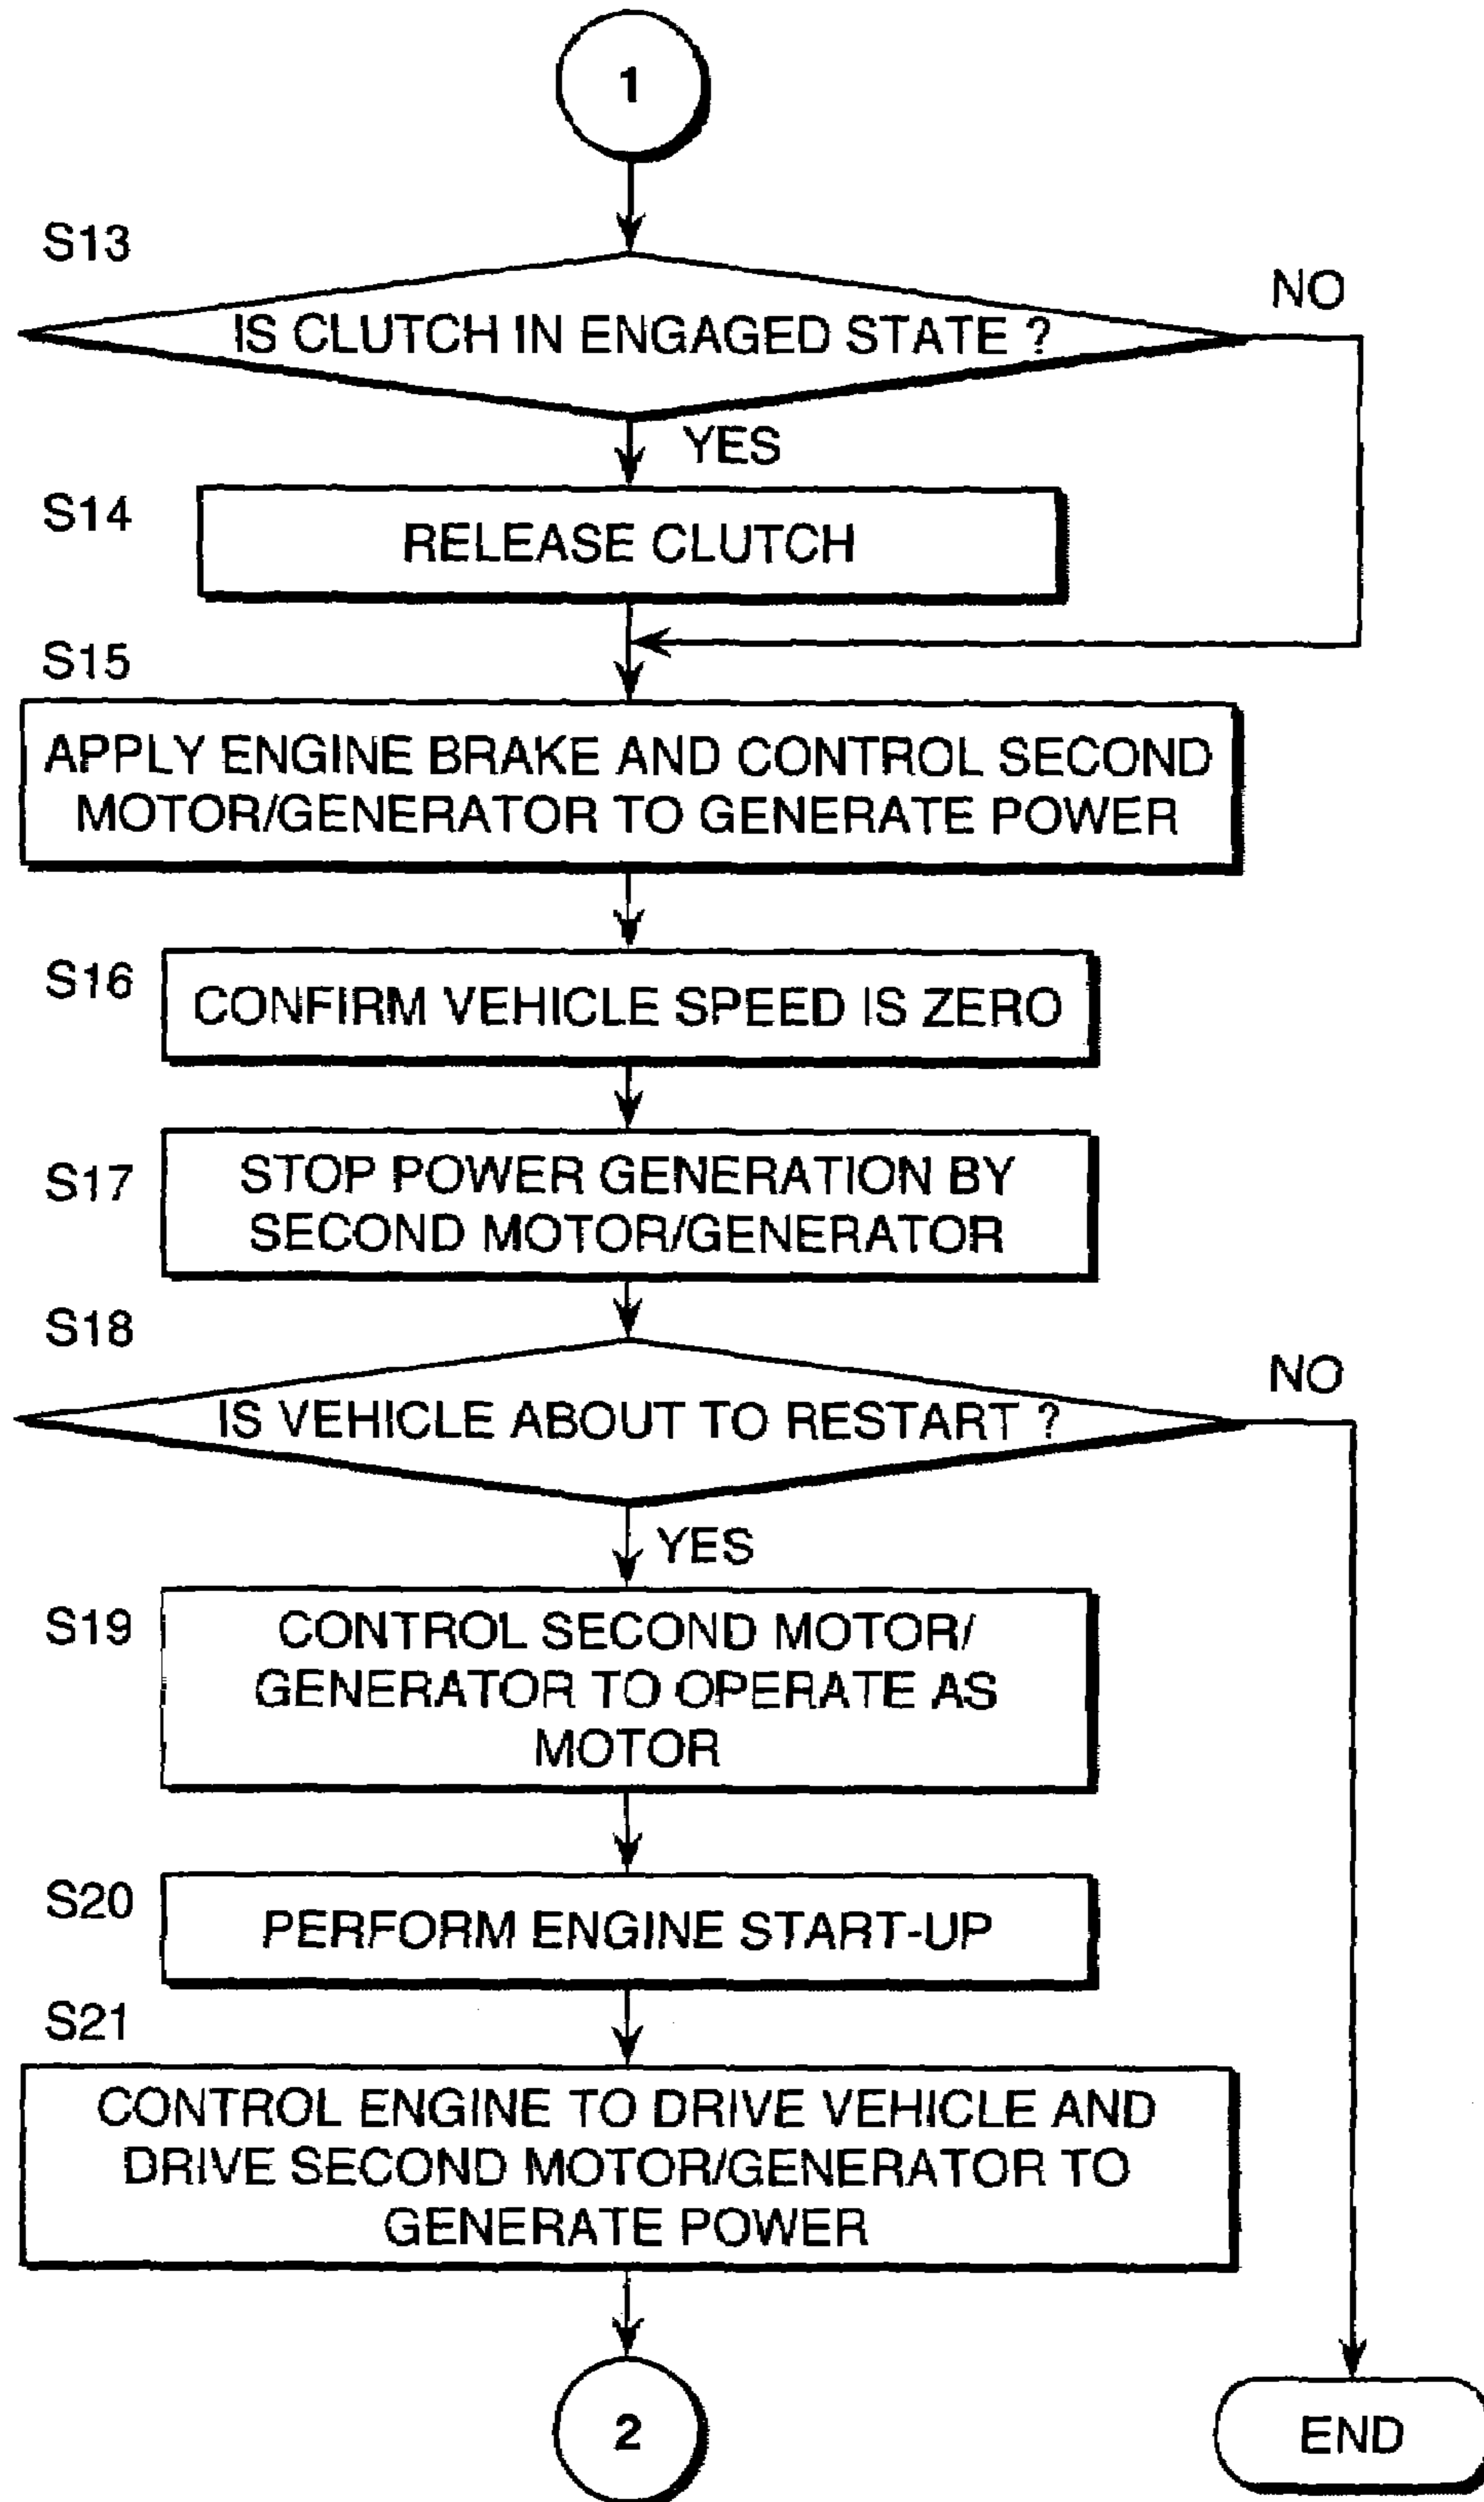 1
S13
NO
IS CLUTCH IN ENGAGED STATE ?
YES
S14
RELEASE CLUTCH
S15
APPLY ENGINE BRAKE AND CONTROL SECOND
MOTOR/GENERATOR TO GENERATE POWER
S16
CONFIRM VEHICLE SPEED IS ZERO
S17
STOP POWER GENERATION BY
SECOND MOTOR/GENERATOR
S18
NO
IS VEHICLE ABOUT TO RESTART ?
YES
S19
CONTROL SECOND MOTOR/
GENERATOR TO OPERATE AS
MOTOR
S20
PERFORM ENGINE START-UP
S21
CONTROL ENGINE TO DRIVE VEHICLE AND
DRIVE SECOND MOTOR/GENERATOR TO
GENERATE POWER
2
END